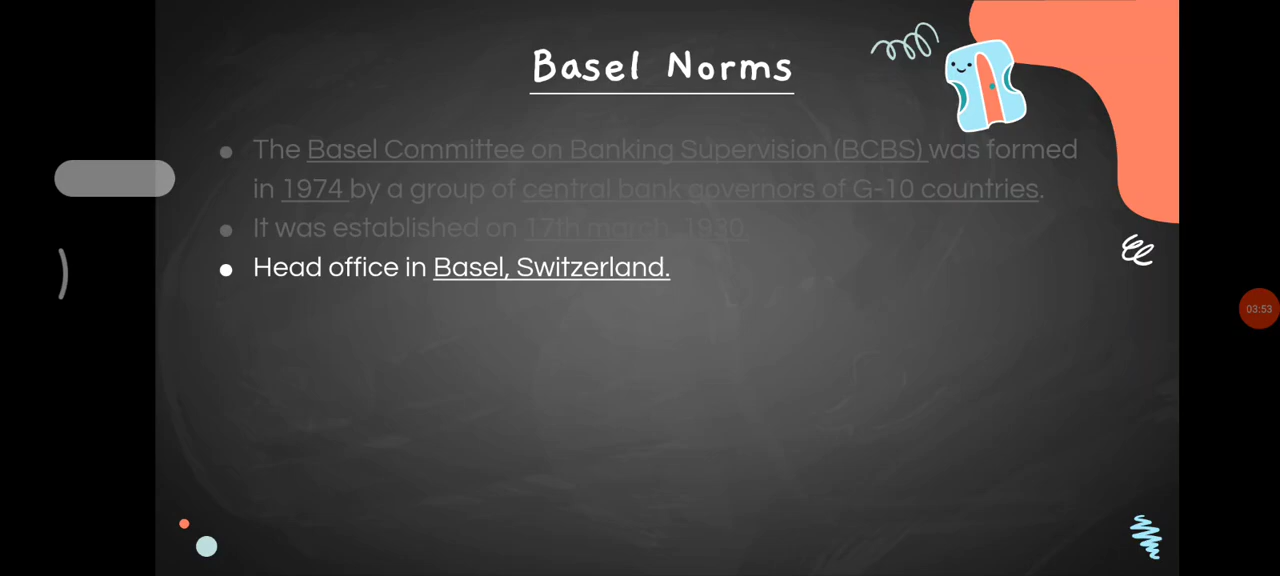 Basel Norms
The Basel Committee on Banking Supervision (BCBS) was formed
in 1974 by a group of central bank governors of G-10 countries.
It was established on 17th march, 1930.
Head office in Basel, Switzerland.
03:53